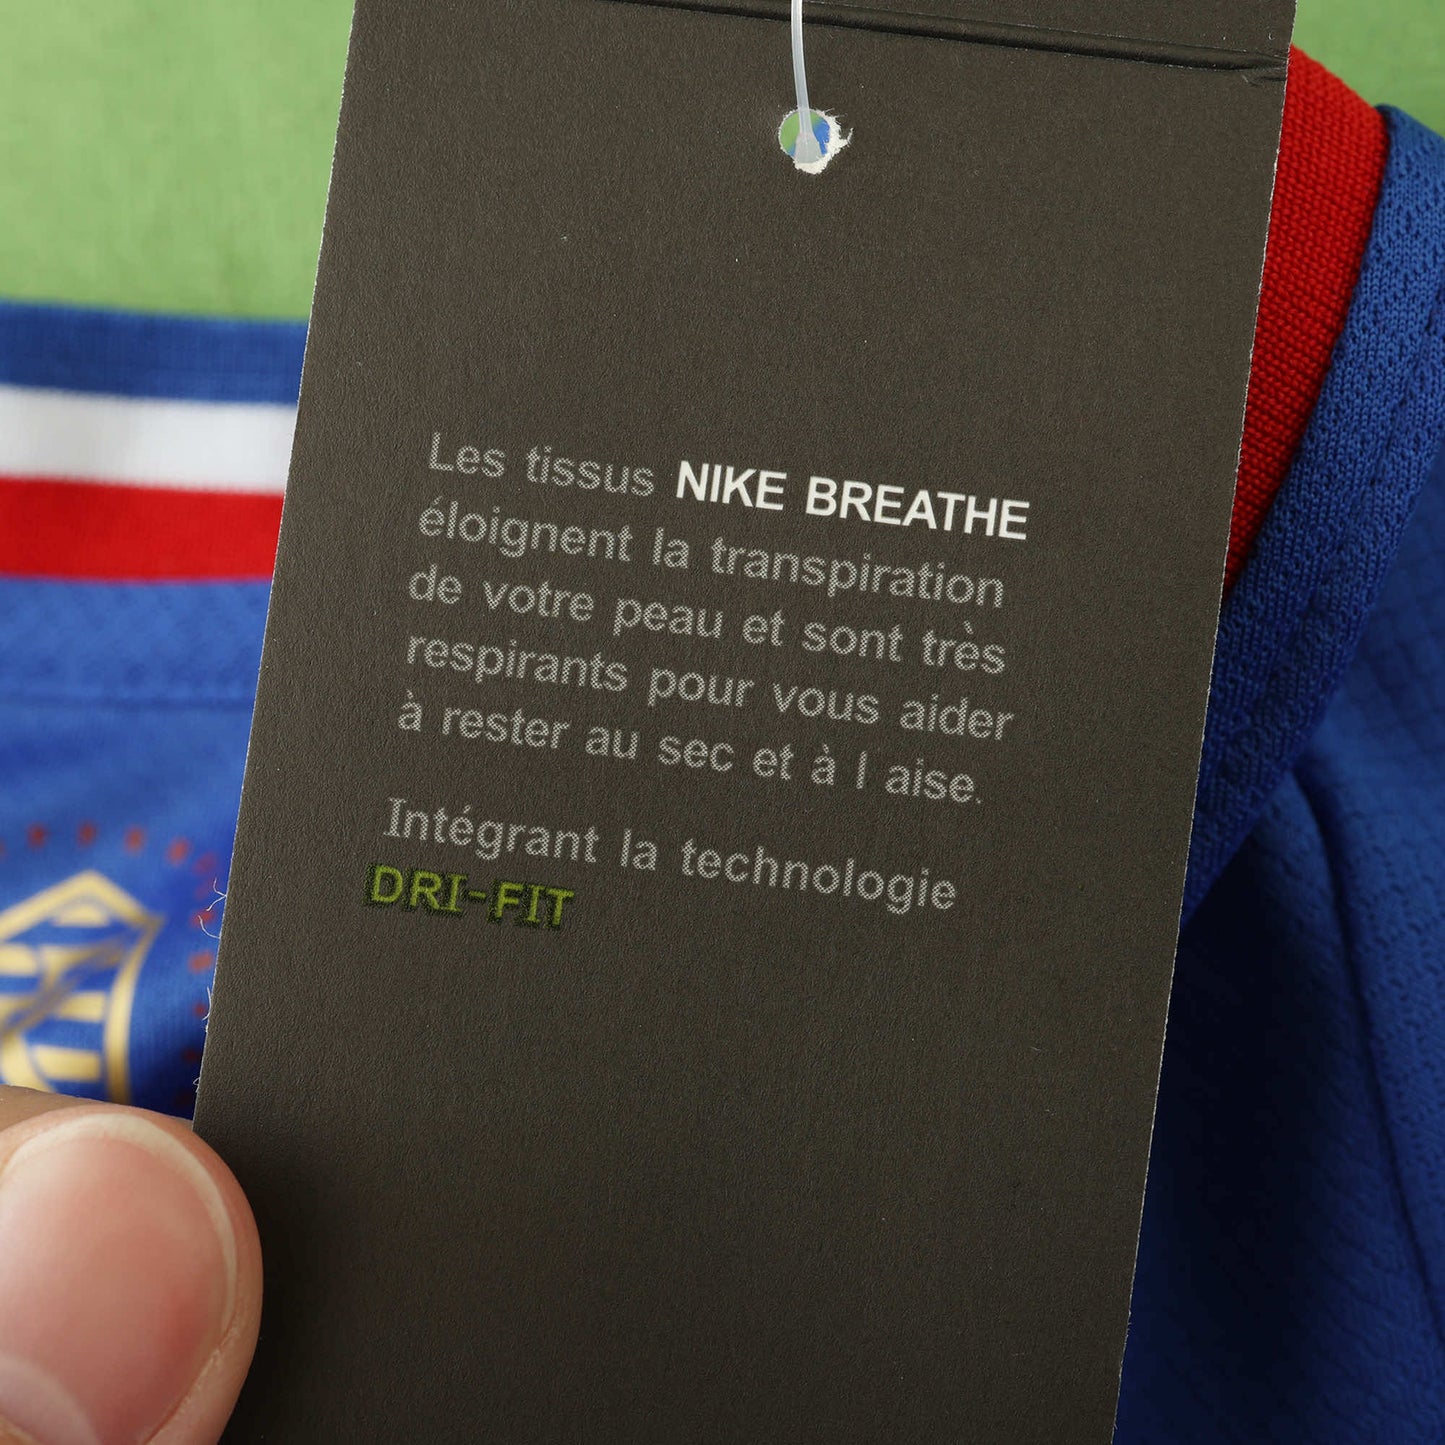 Les tissus NIKE BREATHE
éloignent la transpiration
de votre peau et sont très
respirants pour vous aider
à rester au sec et à l aise.
Intégrant la technologie
DRI-FIT